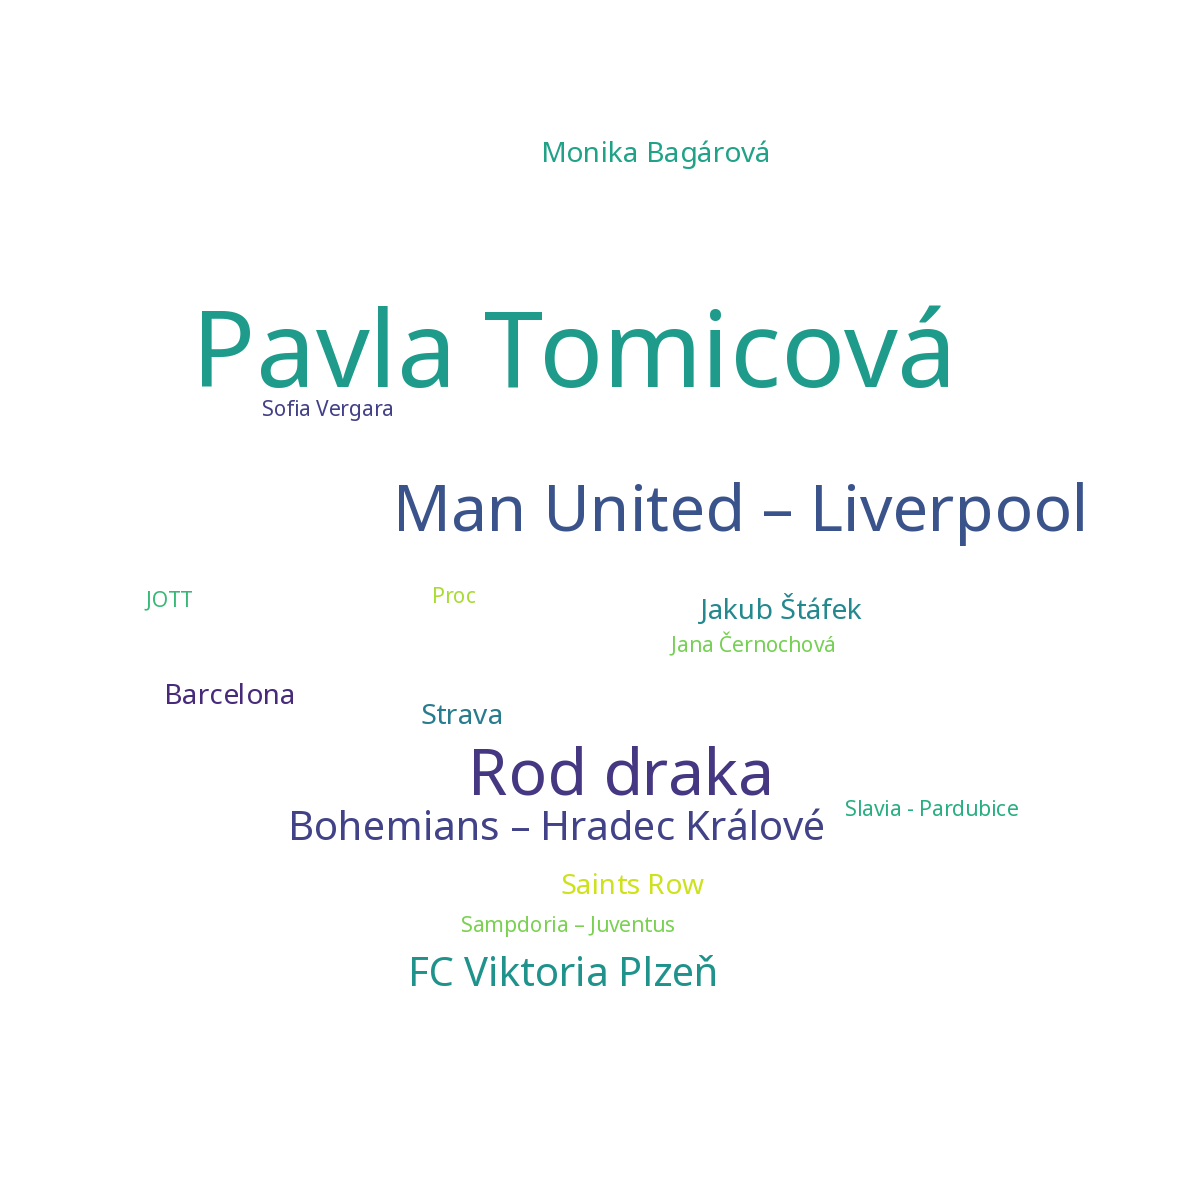 Monika Bagárová
Pavla Tomicová
Sofia Vergara
Man United – Liverpool
JOTT
Proc
Jakub Štáfek
Jana Černochová
Barcelona
Strava
Rod draka
Bohemians – Hradec Králové
Slavia - Pardubice
Saints Row
Sampdoria – Juventus
FC Viktoria Plzeň